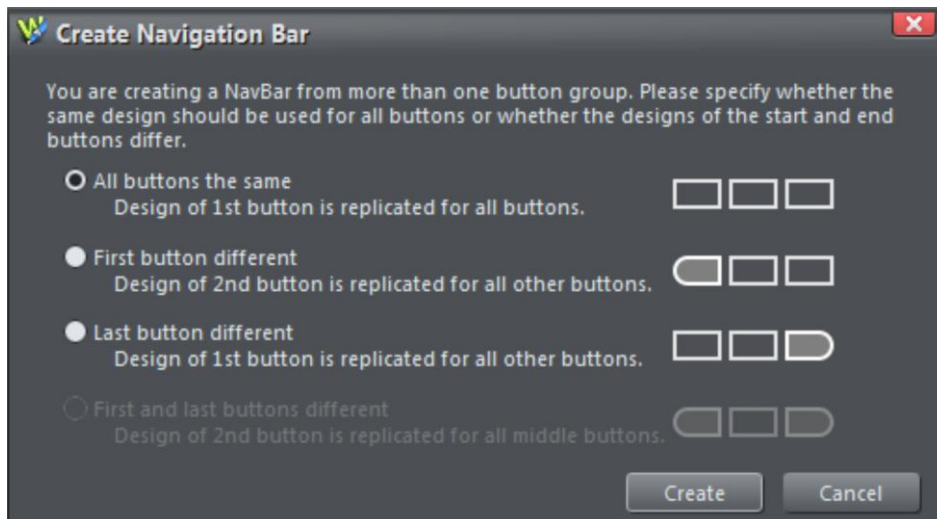 Create Navigation Bar
You are creating a NavBar from more than one button group. Please specify whether the
same design should be used for all buttons or whether the designs of the start and end
buttons differ.
All buttons the same
Design of 1st button is replicated for all buttons.
First button different
Design of 2nd button is replicated for all other buttons.
Last button different
Design of 1st button is replicated for all other buttons.
First and last buttons different
Design of 2nd button is replicated for all middle buttons.
Create Cancel